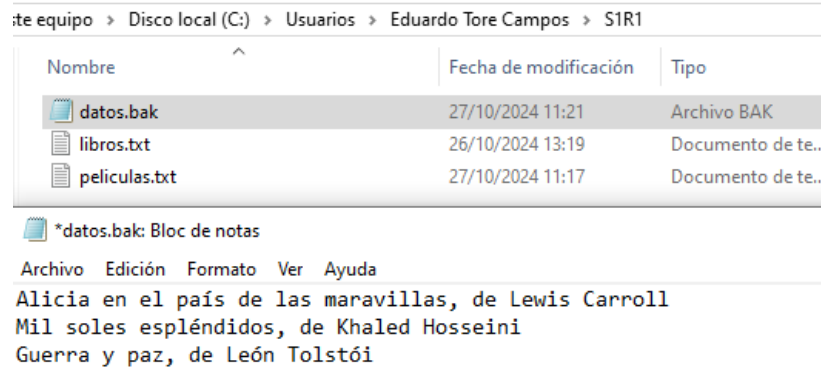 ste equipo > Disco local (C:) > Usuarios > Eduardo Tore Campos > S1R1
Nombre Fecha de modificación Tipo
datos.bak 27/10/2024 11:21 Archivo BAK
libros.txt 26/10/2024 13:19 Documento de te...
peliculas.txt 27/10/2024 11:17 Documento de te...
*datos.bak: Bloc de notas
Archivo Edición Formato Ver Ayuda
Alicia en el país de las maravillas, de Lewis Carroll
Mil soles espléndidos, de Khaled Hosseini
Guerra y paz, de León Tolstói